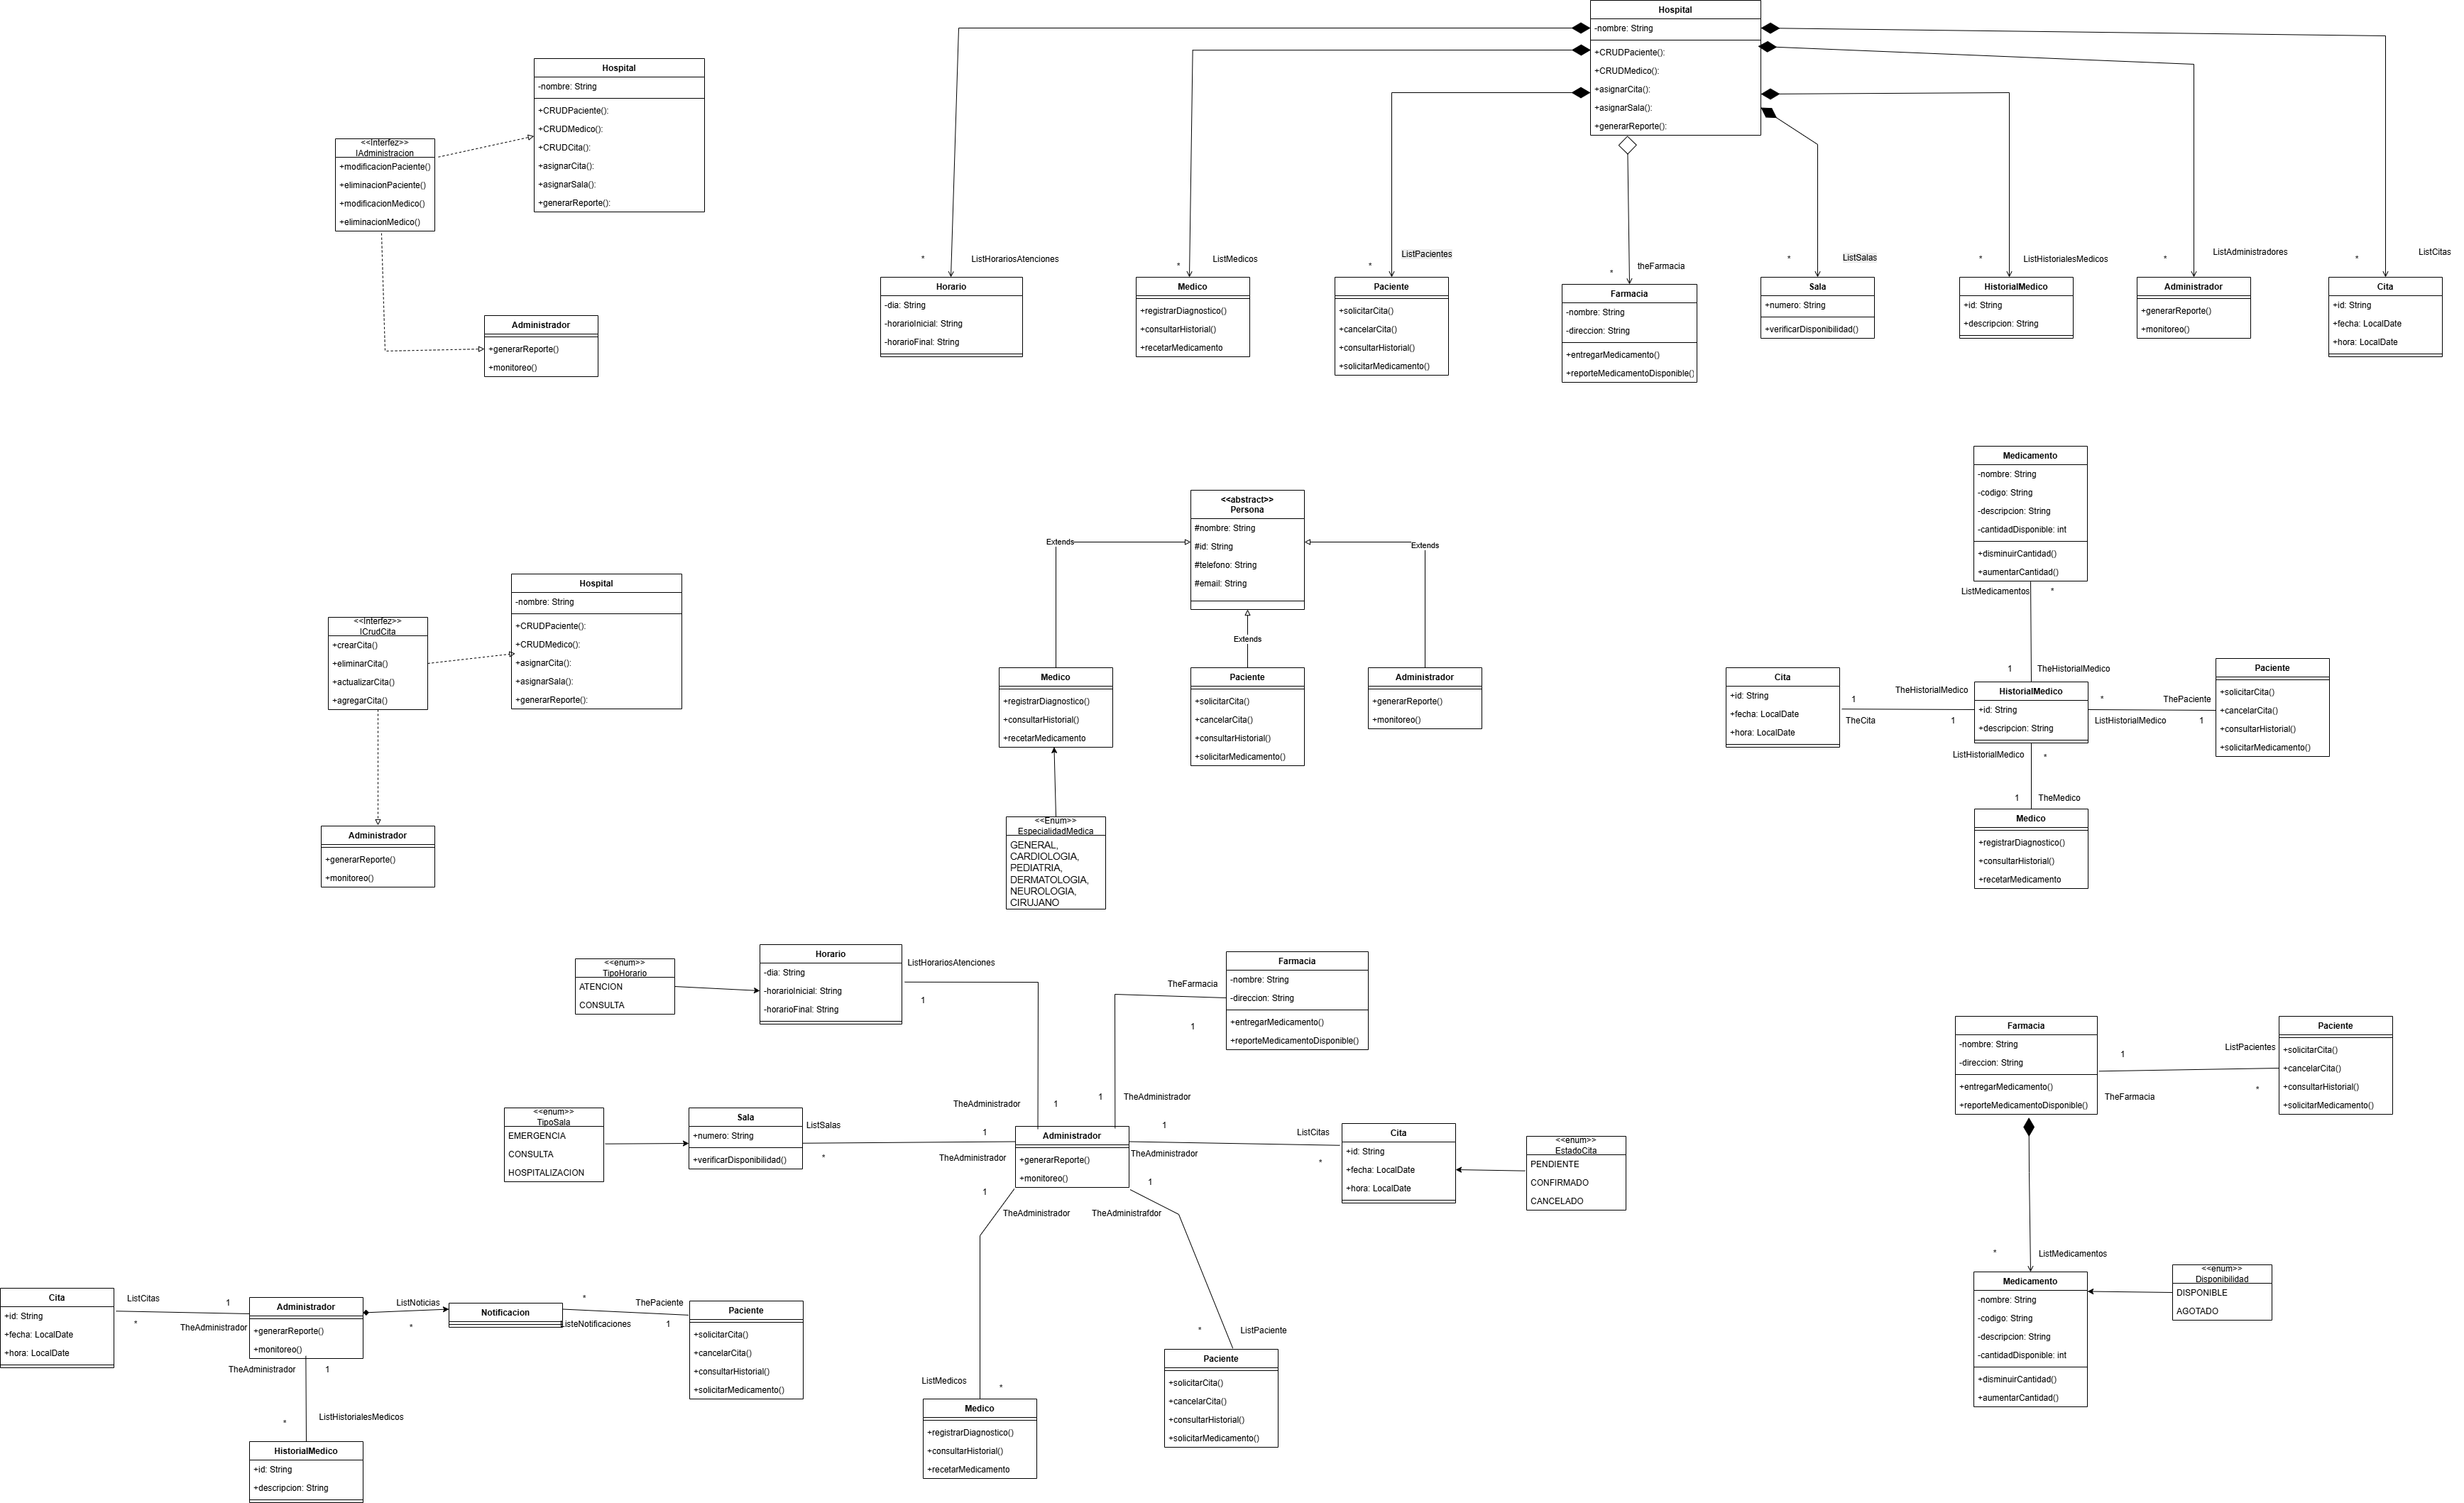 Hospital
-nombre: String
+CRUDPaciente():
+CRUDMedico():
+asignarCita():
+asignarSala():
+generarReporte():
* ListHorariosAtenciones
* ListMedicos
* ListPacientes
* theFarmacia
* ListSalas
* ListHistorialesMedicos
* ListAdministradores
* ListCitas
Horario
-dia: String
-horarioInicial: String
-horarioFinal: String
Medico
+registrarDiagnostico()
+consultarHistorial()
+recetarMedicamento
Paciente
+solicitarCita()
+cancelarCita()
+consultarHistorial()
+solicitarMedicamento()
Farmacia
-nombre: String
-direccion: String
+entregarMedicamento()
+reporteMedicamentoDisponible()
Sala
+numero: String
+verificarDisponibilidad()
HistorialMedico
+id: String
+descripcion: String
Administrador
+generarReporte()
+monitoreo()
Cita
+id: String
+fecha: LocalDate
+hora: LocalDate
Hospital
-nombre: String
+CRUDPaciente():
+CRUDMedico():
+CRUDCita():
+asignarCita():
+asignarSala():
+generarReporte():
<<Interfez>>
IAdministracion
+modificacionPaciente()
+eliminacionPaciente()
+modificacionMedico()
+eliminacionMedico()
Administrador
+generarReporte()
+monitoreo()
<<Interfez>>
ICrudCita
+crearCita()
+eliminarCita()
+actualizarCita()
+agregarCita()
Hospital
-nombre: String
+CRUDPaciente():
+CRUDMedico():
+asignarCita():
+asignarSala():
+generarReporte():
Administrador
+generarReporte()
+monitoreo()
<<abstract>>
Persona
#nombre: String
#id: String
#telefono: String
#email: String
Extends
Extends
Extends
Medico
+registrarDiagnostico()
+consultarHistorial()
+recetarMedicamento
Paciente
+solicitarCita()
+cancelarCita()
+consultarHistorial()
+solicitarMedicamento()
Administrador
+generarReporte()
+monitoreo()
<<Enum>>
EspecialidadMedica
GENERAL,
CARDIOLOGIA,
PEDIATRIA,
DERMATOLOGIA,
NEUROLOGIA,
CIRUJANO
Medicamento
-nombre: String
-codigo: String
-descripcion: String
-cantidadDisponible: int
+disminuirCantidad()
+aumentarCantidad()
ListMedicamentos *
1 TheHistorialMedico
Cita
+id: String
+fecha: LocalDate
+hora: LocalDate
1 TheHistorialMedico
TheCita 1
HistorialMedico
+id: String
+descripcion: String
* ThePaciente
ListHistorialMedico 1
Paciente
+solicitarCita()
+cancelarCita()
+consultarHistorial()
+solicitarMedicamento()
ListHistorialMedico *
1 TheMedico
Medico
+registrarDiagnostico()
+consultarHistorial()
+recetarMedicamento
<<enum>>
TipoHorario
ATENCION
CONSULTA
Horario
-dia: String
-horarioInicial: String
-horarioFinal: String
ListHorariosAtenciones
1
Farmacia
-nombre: String
-direccion: String
+entregarMedicamento()
+reporteMedicamentoDisponible()
TheFarmacia
1
TheAdministrador 1
1 TheAdministrador
<<enum>>
TipoSala
EMERGENCIA
CONSULTA
HOSPITALIZACION
Sala
+numero: String
+verificarDisponibilidad()
ListSalas
*
1
TheAdministrador
Administrador
+generarReporte()
+monitoreo()
1
TheAdministrador
ListCitas
*
Cita
+id: String
+fecha: LocalDate
+hora: LocalDate
<<enum>>
EstadoCita
PENDIENTE
CONFIRMADO
CANCELADO
1
TheAdministrador
1
TheAdministrafdor
ListMedicos *
* ListPaciente
Medico
+registrarDiagnostico()
+consultarHistorial()
+recetarMedicamento
Paciente
+solicitarCita()
+cancelarCita()
+consultarHistorial()
+solicitarMedicamento()
Farmacia
-nombre: String
-direccion: String
+entregarMedicamento()
+reporteMedicamentoDisponible()
1 ListPacientes
TheFarmacia *
Paciente
+solicitarCita()
+cancelarCita()
+consultarHistorial()
+solicitarMedicamento()
* ListMedicamentos
Medicamento
-nombre: String
-codigo: String
-descripcion: String
-cantidadDisponible: int
+disminuirCantidad()
+aumentarCantidad()
<<enum>>
Disponibilidad
DISPONIBLE
AGOTADO
Cita
+id: String
+fecha: LocalDate
+hora: LocalDate
ListCitas 1
* TheAdministrador
Administrador
+generarReporte()
+monitoreo()
ListNoticias
*
Notificacion
* ThePaciente
ListeNotificaciones 1
Paciente
+solicitarCita()
+cancelarCita()
+consultarHistorial()
+solicitarMedicamento()
TheAdministrador 1
* ListHistorialesMedicos
HistorialMedico
+id: String
+descripcion: String